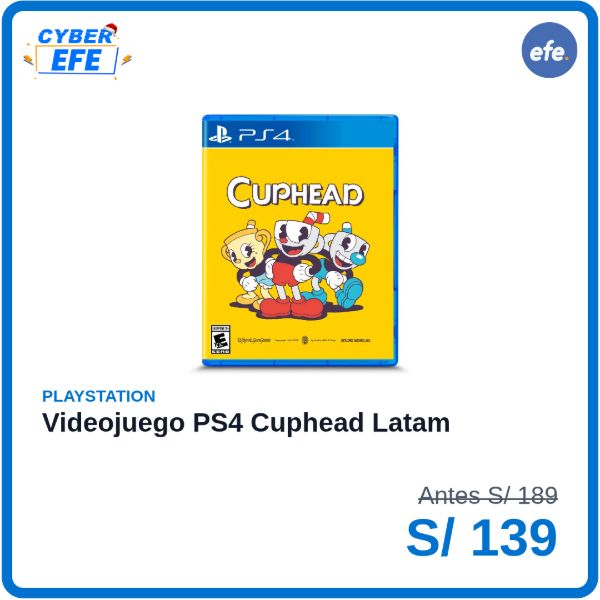 CYBER
EFE
efe.
PS4
CUPHEAD
E
PLAYSTATION
Videojuego PS4 Cuphead Latam
Antes S/ 189
S/ 139